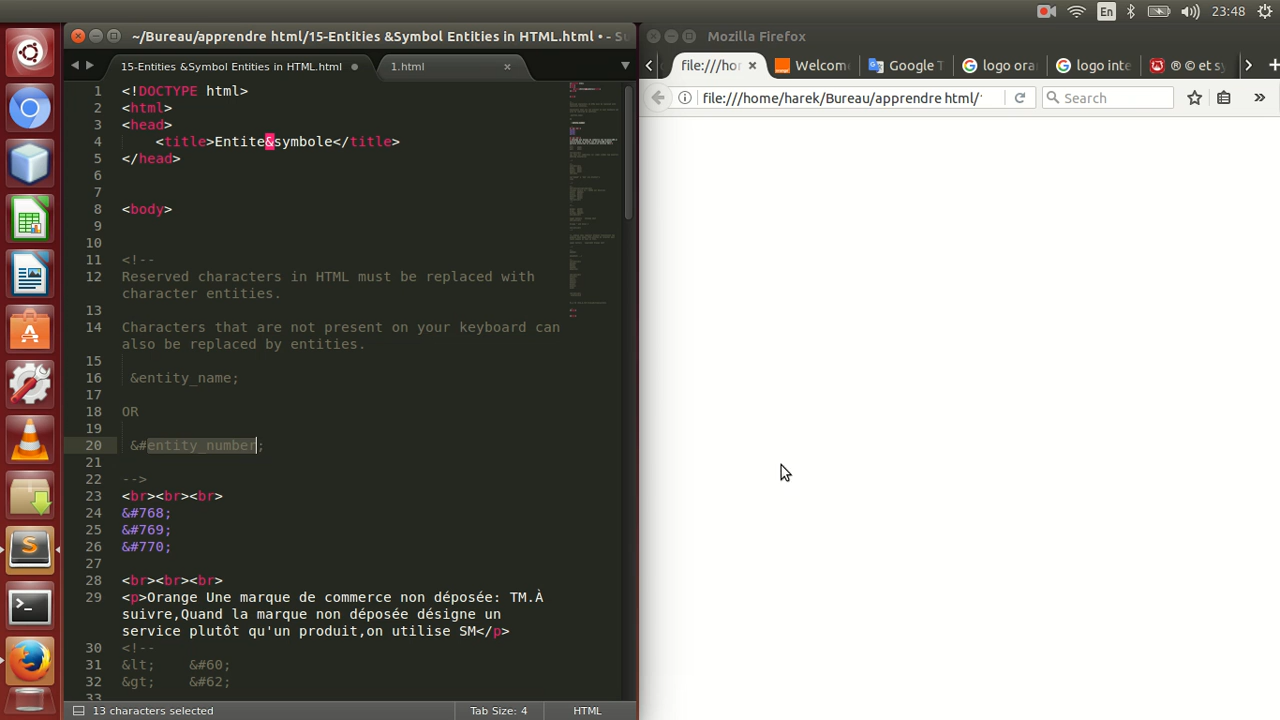 23:48
En
~/Bureau/apprendre html/15-Entities &Symbol Entities in HTML.html • - Su
Mozilla Firefox
15-Entities &Symbol Entities in HTML.html
1.html
file:///hor
Welcome
Google T
logo ora
logo inte
® © et sy
file:///home/harek/Bureau/apprendre html/1
Search
1 <!DOCTYPE html>
2 <html>
3 <head>
4 <title>Entite&symbole</title>
5 </head>
6
7
8 <body>
9
10
11 <!--
12 Reserved characters in HTML must be replaced with
character entities.
13
14 Characters that are not present on your keyboard can
also be replaced by entities.
15
16 &entity_name;
17
18 OR
19
20 &#entity_number;
21
22 -->
23 <br><br><br>
24 &#768;
25 &#769;
26 &#770;
27
28 <br><br><br>
29 <p>Orange Une marque de commerce non déposée: TM.À
suivre,Quand la marque non déposée désigne un
service plutôt qu'un produit,on utilise SM</p>
30 <!--
31 &lt; &#60;
32 &gt; &#62;
33
13 characters selected
Tab Size: 4
HTML